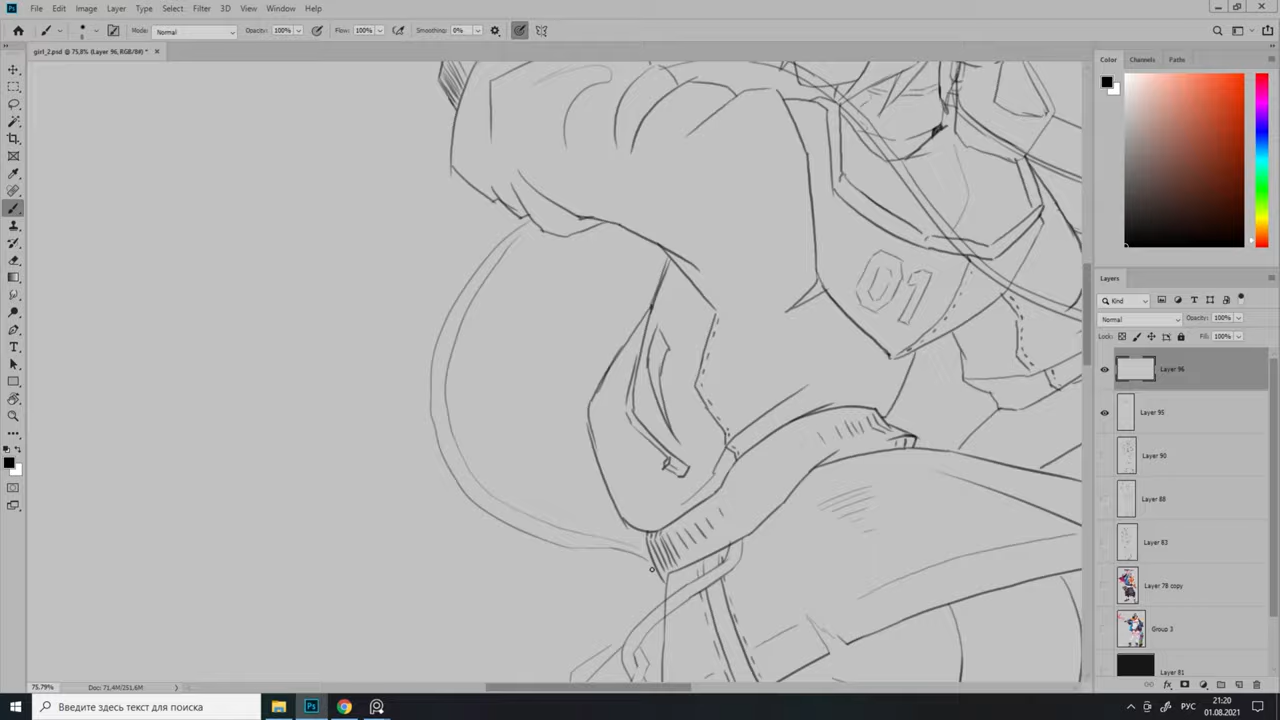 File Edit Image Layer Type Select Filter 3D View Window Help
Mode: Normal Opacity: 100% Flow: 100% Smoothing: 0%
girl_2.psd @ 75,8% (Layer 96, RGB/8#) *
Color Channels Paths
01
Layers
Kind
Normal Opacity: 100%
Lock: Fill: 100%
Layer 96
Layer 95
Layer 90
Layer 88
Layer 83
Layer 78 copy
Group 3
Layer 81
75.79% Doc: 71,4M/251,6M
Введите здесь текст для поиска
РУС
21:20
01.08.2021